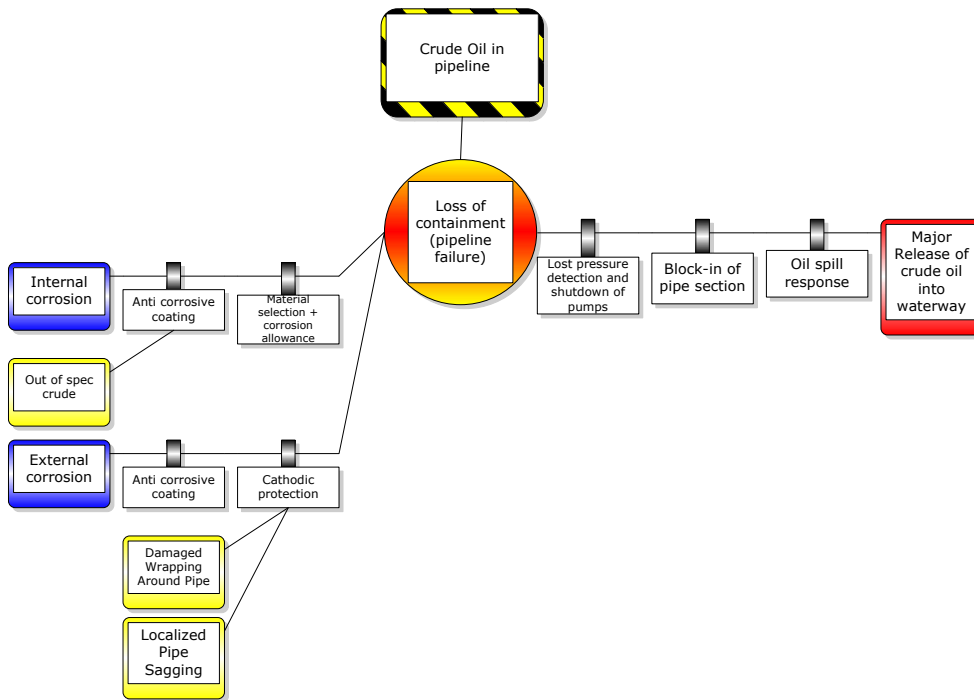 Crude Oil in
pipeline
Loss of
containment
(pipeline
failure)
Lost pressure
detection and
shutdown of
pumps
Block-in of
pipe section
Oil spill
response
Major
Release of
crude oil
into
waterway
Internal
corrosion
Anti corrosive
coating
Material
selection +
corrosion
allowance
Out of spec
crude
External
corrosion
Anti corrosive
coating
Cathodic
protection
Damaged
Wrapping
Around Pipe
Localized
Pipe
Sagging